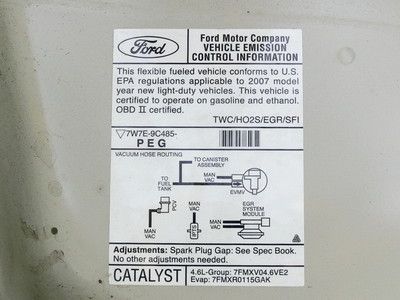 Ford
Ford Motor Company
VEHICLE EMISSION
CONTROL INFORMATION
This flexible fueled vehicle conforms to U.S.
EPA regulations applicable to 2007 model
year new light-duty vehicles. This vehicle is
certified to operate on gasoline and ethanol.
OBD II certified.
TWC/HO2S/EGR/SFI
▽7W7E-9C485-
PEG
VACUUM HOSE ROUTING
TO CANISTER
ASSEMBLY
TO
FUEL
TANK
MAN
VAC
EVMV
PCV
MAN
VAC
MAN
VAC
EGR
SYSTEM
MODULE
Adjustments: Spark Plug Gap: See Spec Book.
No other adjustments needed.
CATALYST
4.6L-Group: 7FMXV04.6VE2
Evap: 7FMXR0115GAK